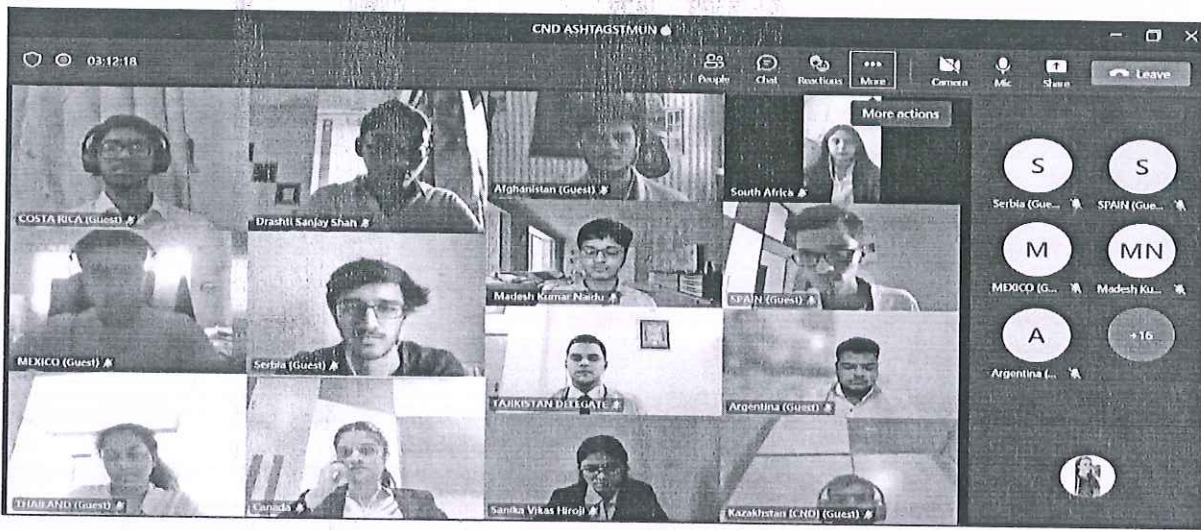 CND ASHTAGSTMUN
03:12:18
People
Chat
Reactions
More
Camera
Mic
Share
Leave
More actions
COSTA RICA (Guest)
Drashti Sanjay Shah
Afghanistan (Guest)
South Africa
MEXICO (Guest)
Serbia (Guest)
Madesh Kumar Naidu
SPAIN (Guest)
TAJIKISTAN DELEGATE
Argentina (Guest)
THAILAND (Guest)
Canada
Sanika Vikas Hiroji
Kazakhstan [CND] (Guest)
S
S
Serbia (Gue...
SPAIN (Gue...
M
MN
MEXICO (G...
Madesh Ku...
A
+16
Argentina (...